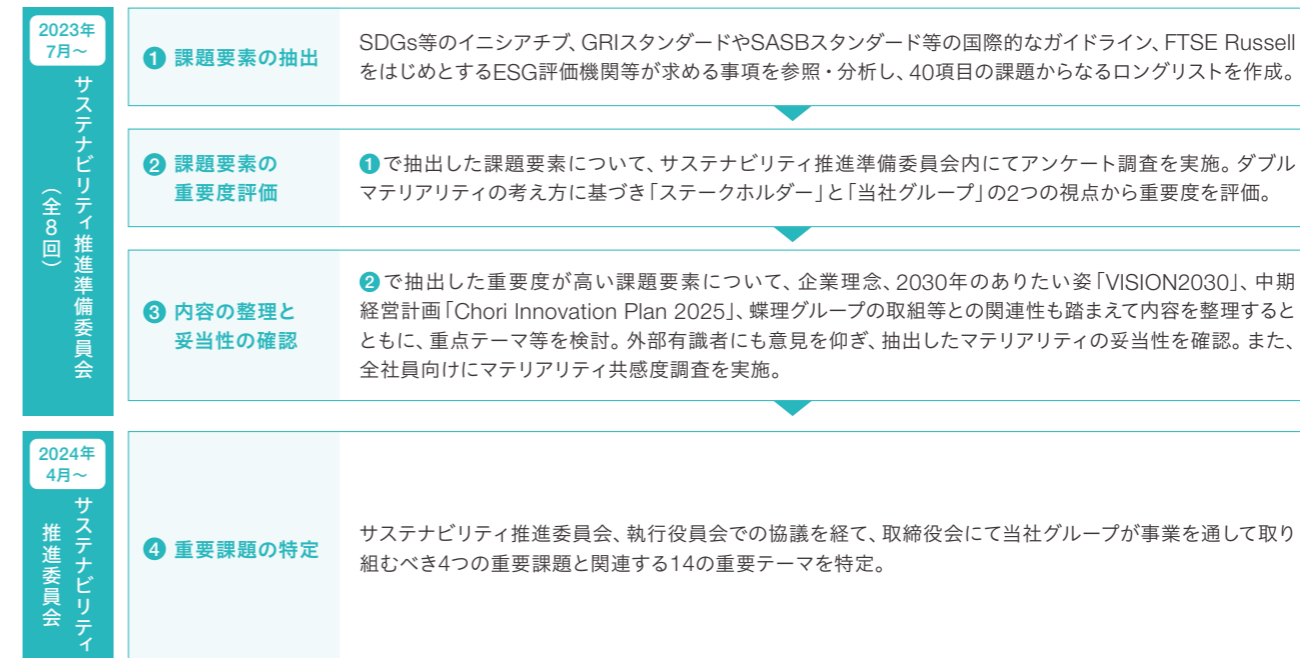 2023年
7月～
サステナビリティ推進準備委員会
（全8回）
❶ 課題要素の抽出
SDGs等のイニシアチブ、GRIスタンダードやSASBスタンダード等の国際的なガイドライン、FTSE Russell
をはじめとするESG評価機関等が求める事項を参照・分析し、40項目の課題からなるロングリストを作成。
❷ 課題要素の
重要度評価
❶で抽出した課題要素について、サステナビリティ推進準備委員会内にてアンケート調査を実施。ダブル
マテリアリティの考え方に基づき「ステークホルダー」と「当社グループ」の2つの視点から重要度を評価。
❸ 内容の整理と
妥当性の確認
❷で抽出した重要度が高い課題要素について、企業理念、2030年のありたい姿「VISION2030」、中期
経営計画「Chori Innovation Plan 2025」、蝶理グループの取組等との関連性も踏まえて内容を整理すると
ともに、重点テーマ等を検討。外部有識者にも意見を仰ぎ、抽出したマテリアリティの妥当性を確認。また、
全社員向けにマテリアリティ共感度調査を実施。
2024年
4月～
サステナビリティ
推進委員会
❹ 重要課題の特定
サステナビリティ推進委員会、執行役員会での協議を経て、取締役会にて当社グループが事業を通して取り
組むべき4つの重要課題と関連する14の重要テーマを特定。